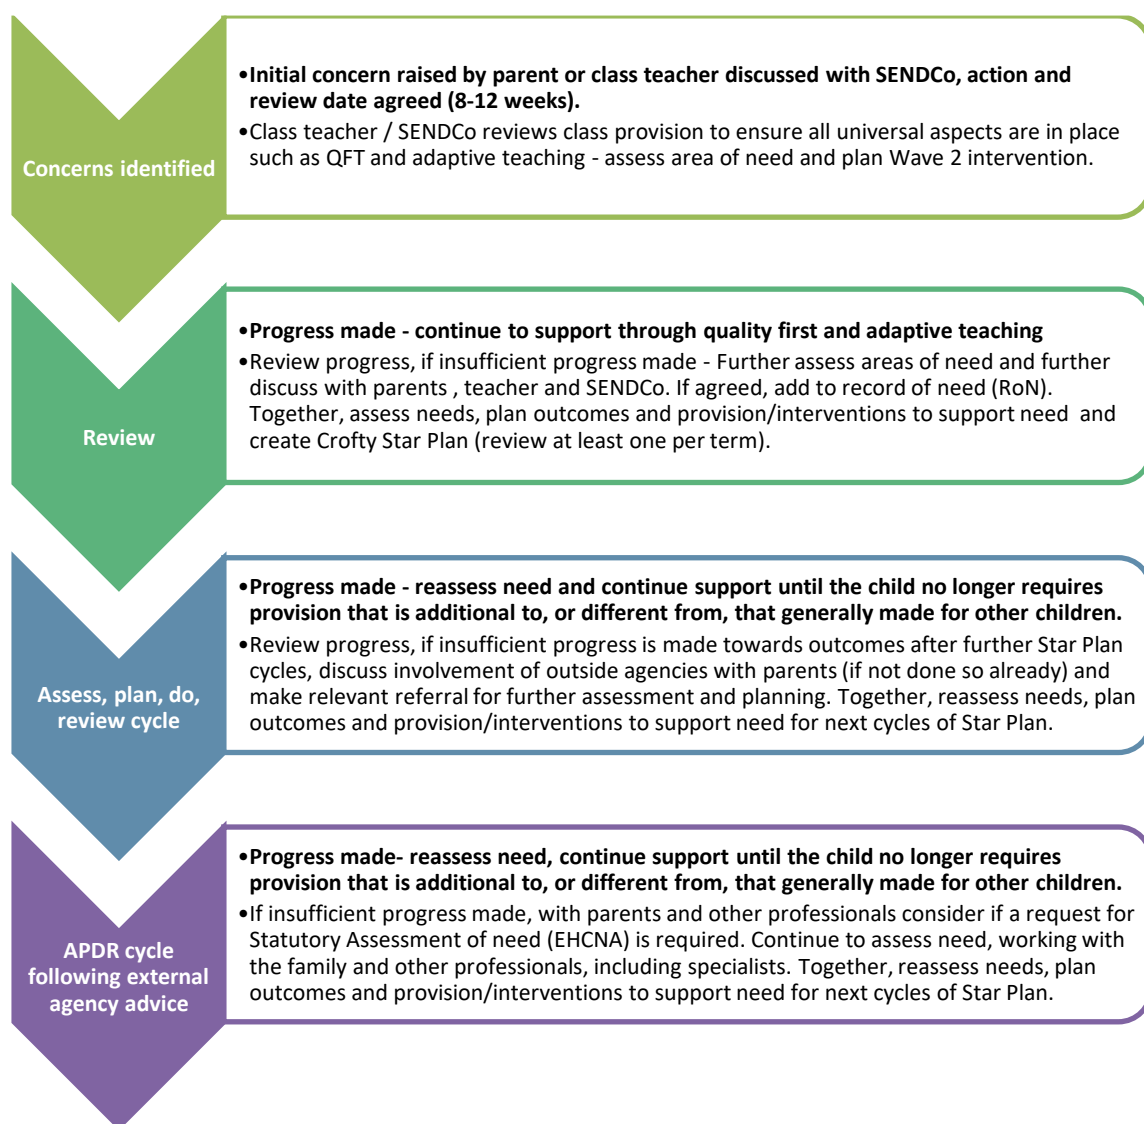 Concerns identified
•Initial concern raised by parent or class teacher discussed with SENDCo, action and
review date agreed (8-12 weeks).
•Class teacher / SENDCo reviews class provision to ensure all universal aspects are in place
such as QFT and adaptive teaching - assess area of need and plan Wave 2 intervention.
Review
•Progress made - continue to support through quality first and adaptive teaching
•Review progress, if insufficient progress made - Further assess areas of need and further
discuss with parents , teacher and SENDCo. If agreed, add to record of need (RoN).
Together, assess needs, plan outcomes and provision/interventions to support need and
create Crofty Star Plan (review at least one per term).
Assess, plan, do,
review cycle
•Progress made - reassess need and continue support until the child no longer requires
provision that is additional to, or different from, that generally made for other children.
•Review progress, if insufficient progress is made towards outcomes after further Star Plan
cycles, discuss involvement of outside agencies with parents (if not done so already) and
make relevant referral for further assessment and planning. Together, reassess needs, plan
outcomes and provision/interventions to support need for next cycles of Star Plan.
APDR cycle
following external
agency advice
•Progress made- reassess need, continue support until the child no longer requires
provision that is additional to, or different from, that generally made for other children.
•If insufficient progress made, with parents and other professionals consider if a request for
Statutory Assessment of need (EHCNA) is required. Continue to assess need, working with
the family and other professionals, including specialists. Together, reassess needs, plan
outcomes and provision/interventions to support need for next cycles of Star Plan.